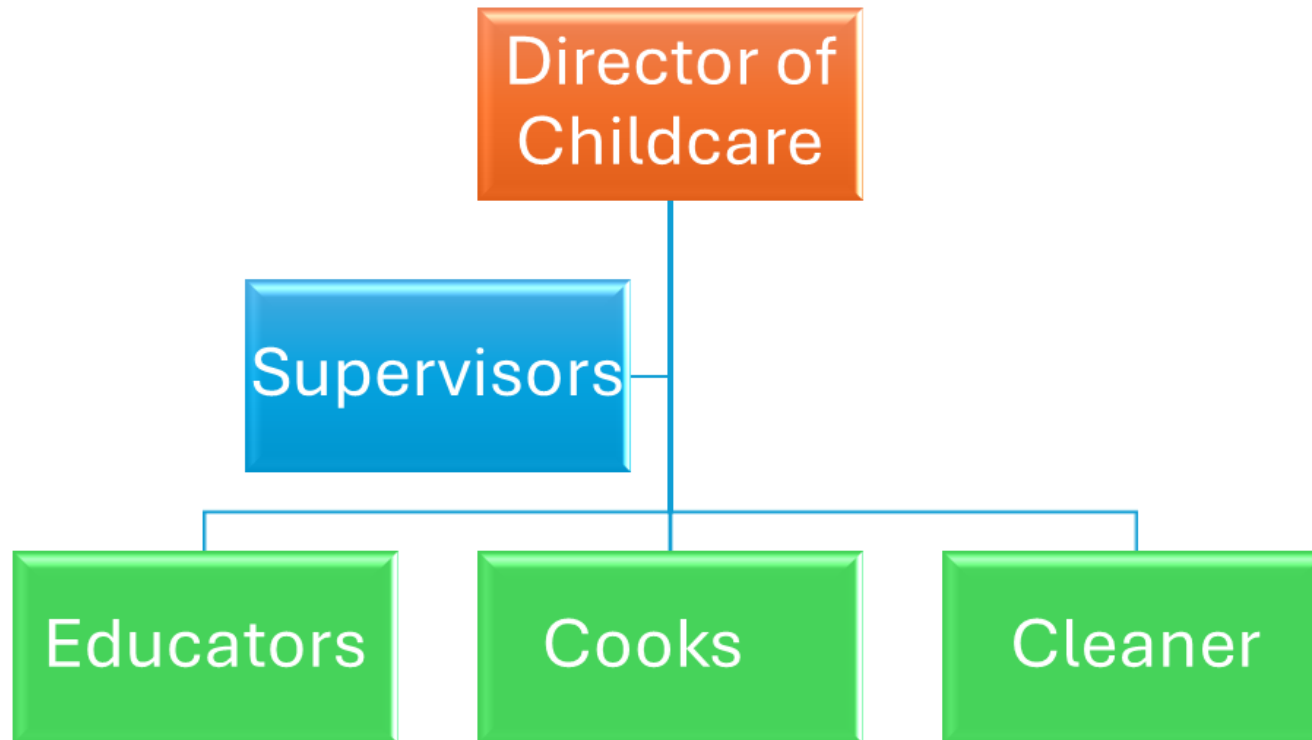 Director of
Childcare
Supervisors
Educators
Cooks
Cleaner